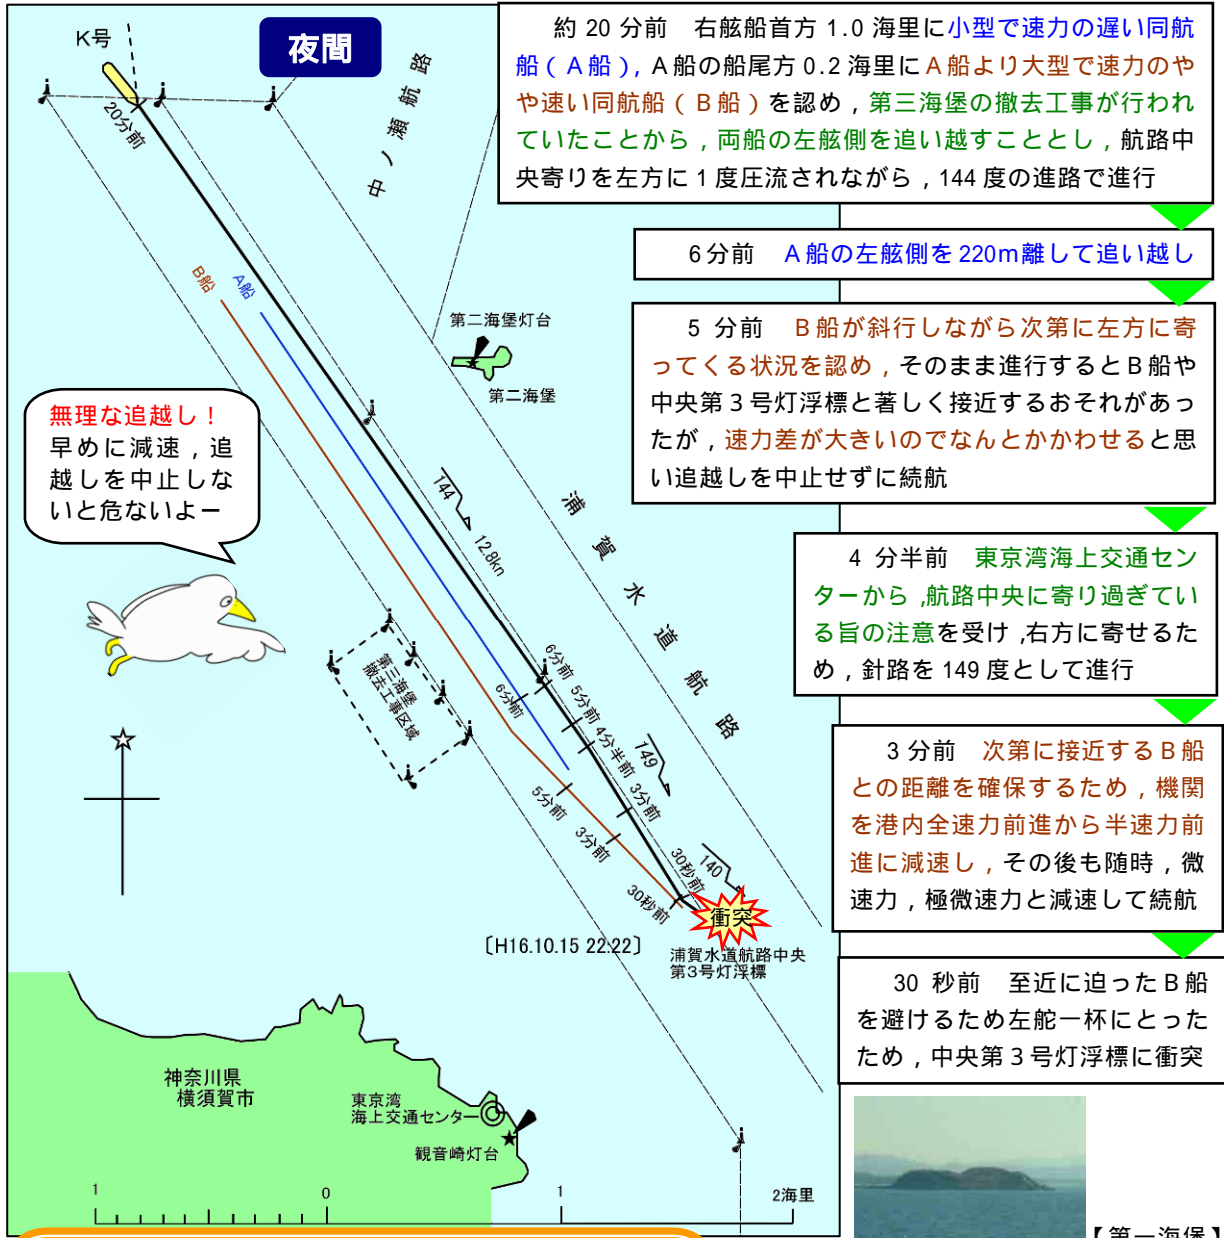 K号
夜間
20分前
中ノ瀬航路
約 20 分前　右舷船首方 1.0 海里に小型で速力の遅い同航
船（A船），A船の船尾方 0.2 海里にA船より大型で速力のや
や速い同航船（B船）を認め，第三海堡の撤去工事が行われ
ていたことから，両船の左舷側を追い越すこととし，航路中
央寄りを左方に 1 度圧流されながら，144 度の進路で進行
6分前　A船の左舷側を 220m離して追い越し
5 分前　B船が斜行しながら次第に左方に寄
ってくる状況を認め，そのまま進行するとB船や
中央第3号灯浮標と著しく接近するおそれがあっ
たが，速力差が大きいのでなんとかかわせると思
い追越しを中止せずに続航
4 分半前　東京湾海上交通セン
ターから，航路中央に寄り過ぎてい
る旨の注意を受け，右方に寄せるた
め，針路を 149 度として進行
3分前　次第に接近するB船
との距離を確保するため，機関
を港内全速力前進から半速力前
進に減速し，その後も随時，微
速力，極微速力と減速して続航
30 秒前　至近に迫ったB船
を避けるため左舵一杯にとった
ため，中央第3号灯浮標に衝突
B船
A船
第二海堡灯台
第二海堡
無理な追越し！
早めに減速，追
越しを中止しな
いと危ないよー
144
12.8kn
浦賀水道航路
第三海堡
撤去工事区域
6分前
6分前
5分前
4分半前
149
3分前
5分前
3分前
30秒前
140
30秒前
衝突
〔H16.10.15 22:22〕
浦賀水道航路中央
第3号灯浮標
神奈川県
横須賀市
東京湾
海上交通センター
観音崎灯台
1
0
1
2海里
【第一海堡】